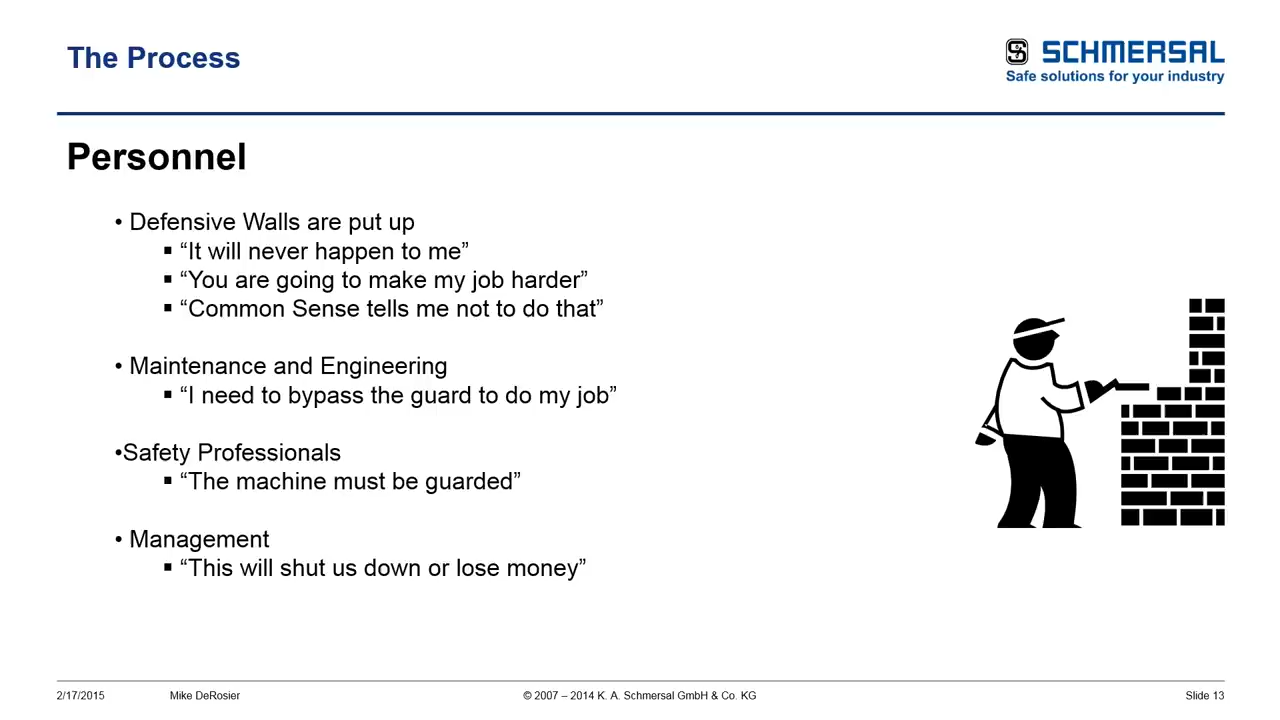 The Process
SCHMERSAL
Safe solutions for your industry
Personnel
• Defensive Walls are put up
▪ “It will never happen to me”
▪ “You are going to make my job harder”
▪ “Common Sense tells me not to do that”
• Maintenance and Engineering
▪ “I need to bypass the guard to do my job”
•Safety Professionals
▪ “The machine must be guarded”
• Management
▪ “This will shut us down or lose money”
2/17/2015 Mike DeRosier © 2007 – 2014 K. A. Schmersal GmbH & Co. KG Slide 13